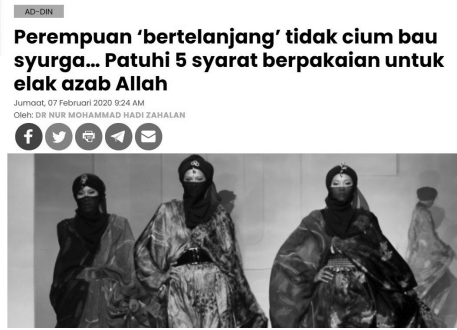 AD-DIN
Perempuan ‘bertelanjang’ tidak cium bau
syurga... Patuhi 5 syarat berpakaian untuk
elak azab Allah
Jumaat, 07 Februari 2020 9:24 AM
Oleh: DR NUR MOHAMMAD HADI ZAHALAN